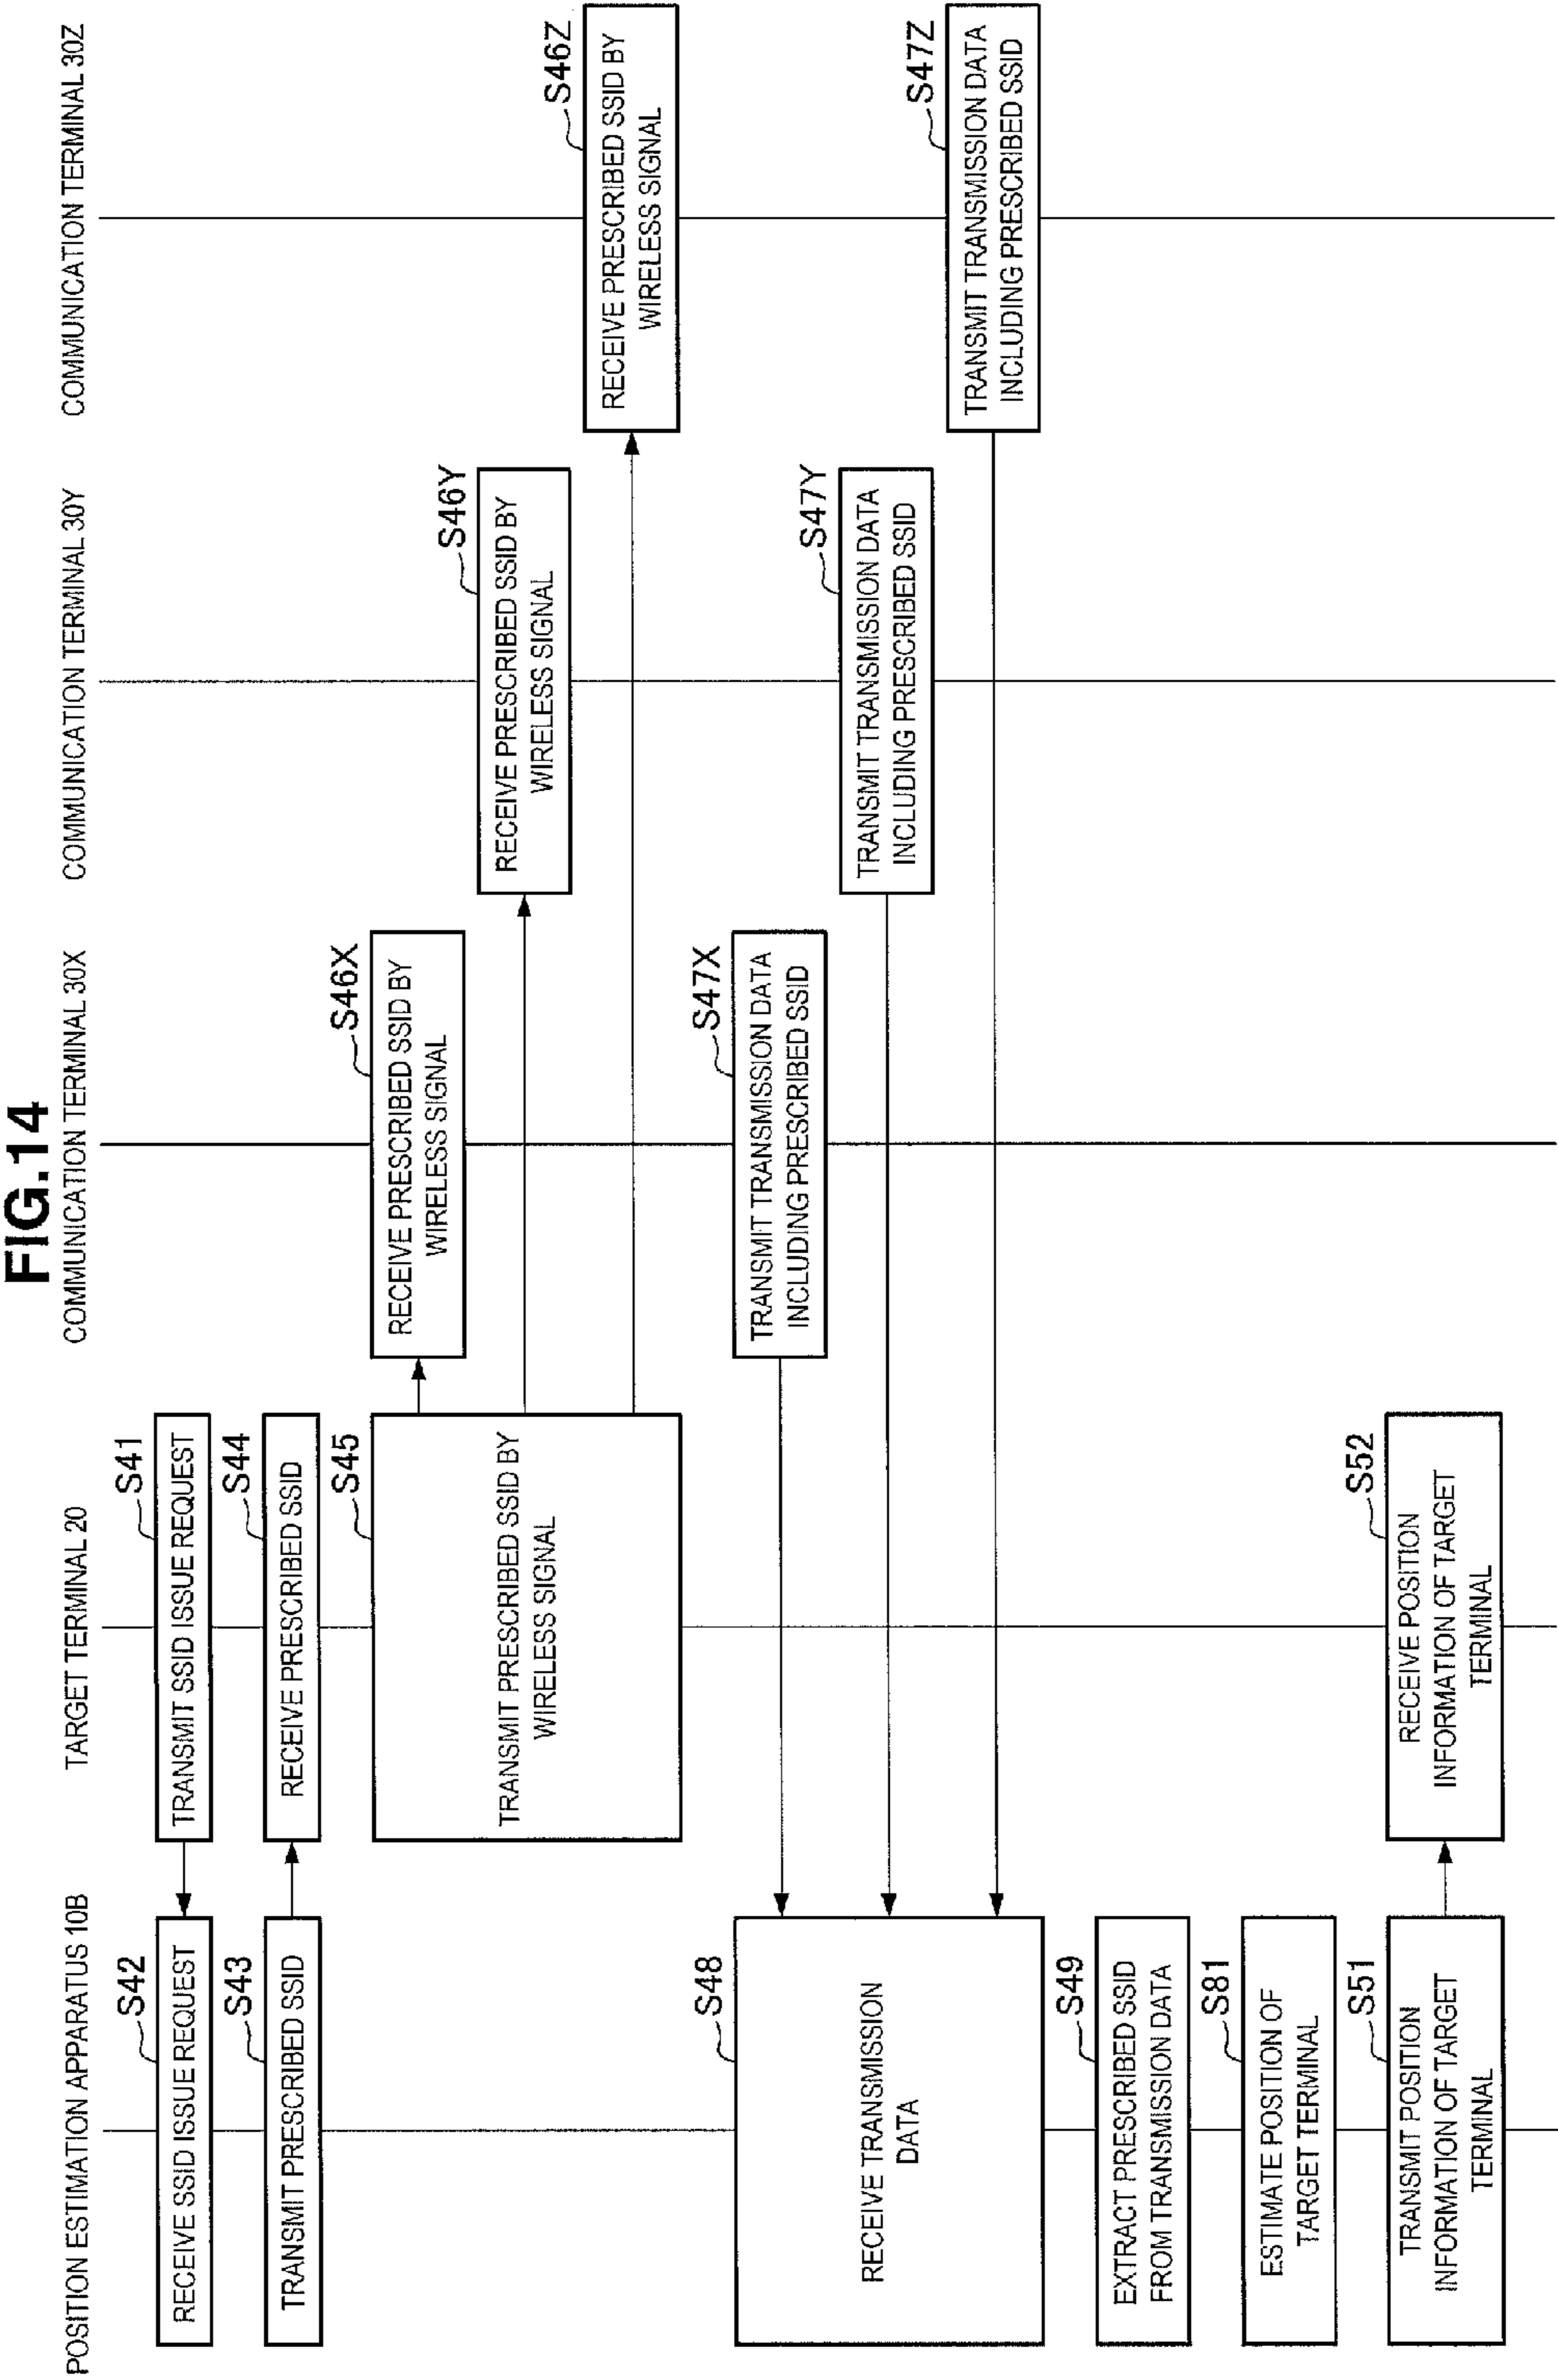 FIG.14
POSITION ESTIMATION APPARATUS 10B
TARGET TERMINAL 20
COMMUNICATION TERMINAL 30X
COMMUNICATION TERMINAL 30Y
COMMUNICATION TERMINAL 30Z
S41
TRANSMIT SSID ISSUE REQUEST
S42
RECEIVE SSID ISSUE REQUEST
S43
TRANSMIT PRESCRIBED SSID
S44
RECEIVE PRESCRIBED SSID
S45
TRANSMIT PRESCRIBED SSID BY
WIRELESS SIGNAL
S46X
RECEIVE PRESCRIBED SSID BY
WIRELESS SIGNAL
S46Y
RECEIVE PRESCRIBED SSID BY
WIRELESS SIGNAL
S46Z
RECEIVE PRESCRIBED SSID BY
WIRELESS SIGNAL
S47X
TRANSMIT TRANSMISSION DATA
INCLUDING PRESCRIBED SSID
S47Y
TRANSMIT TRANSMISSION DATA
INCLUDING PRESCRIBED SSID
S47Z
TRANSMIT TRANSMISSION DATA
INCLUDING PRESCRIBED SSID
S48
RECEIVE TRANSMISSION
DATA
S49
EXTRACT PRESCRIBED SSID
FROM TRANSMISSION DATA
S81
ESTIMATE POSITION OF
TARGET TERMINAL
S51
TRANSMIT POSITION
INFORMATION OF TARGET
TERMINAL
S52
RECEIVE POSITION
INFORMATION OF TARGET
TERMINAL